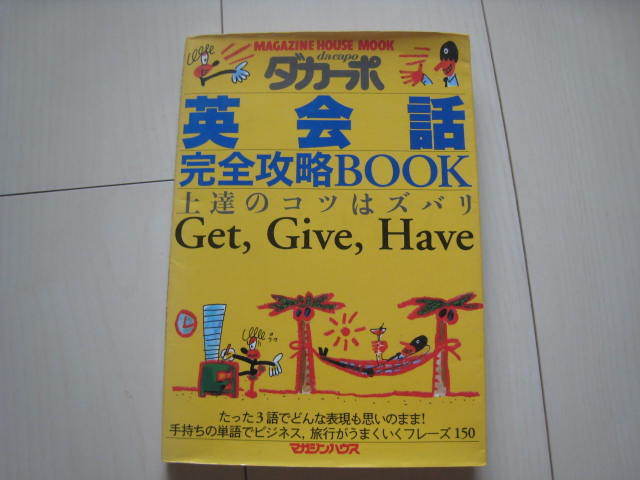 MAGAZINE HOUSE MOOK
dacapo
ダカーポ
英会話
完全攻略BOOK
上達のコツはズバリ
Get, Give, Have
たった3語でどんな表現も思いのまま!
手持ちの単語でビジネス, 旅行がうまくいくフレーズ150
マガジンハウス